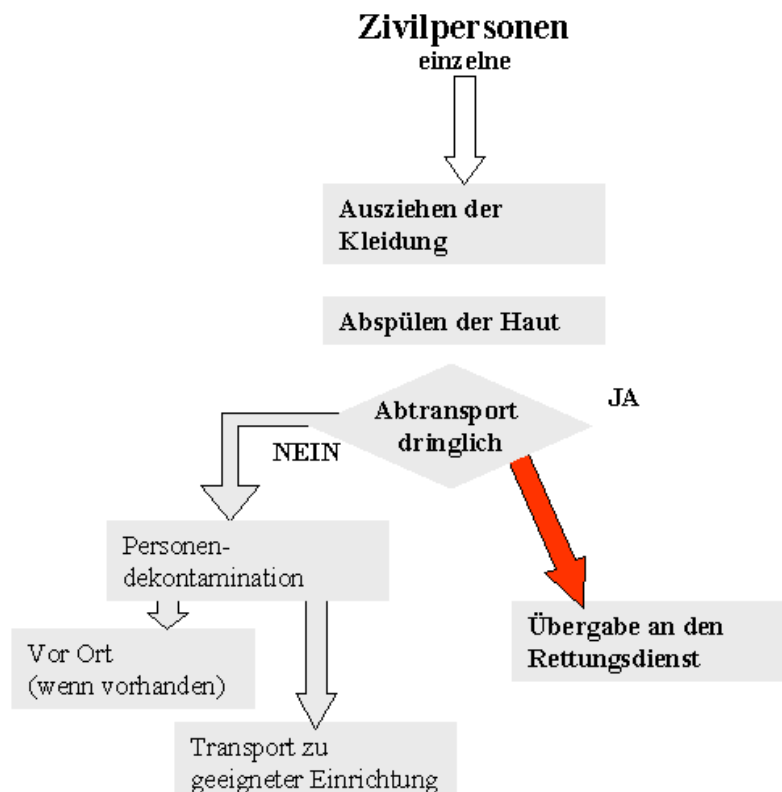 Zivilpersonen
einzelne
Ausziehen der
Kleidung
Abspülen der Haut
Abtransport
dringlich
JA
NEIN
Personen-
dekontamination
Übergabe an den
Rettungsdienst
Vor Ort
(wenn vorhanden)
Transport zu
geeigneter Einrichtung